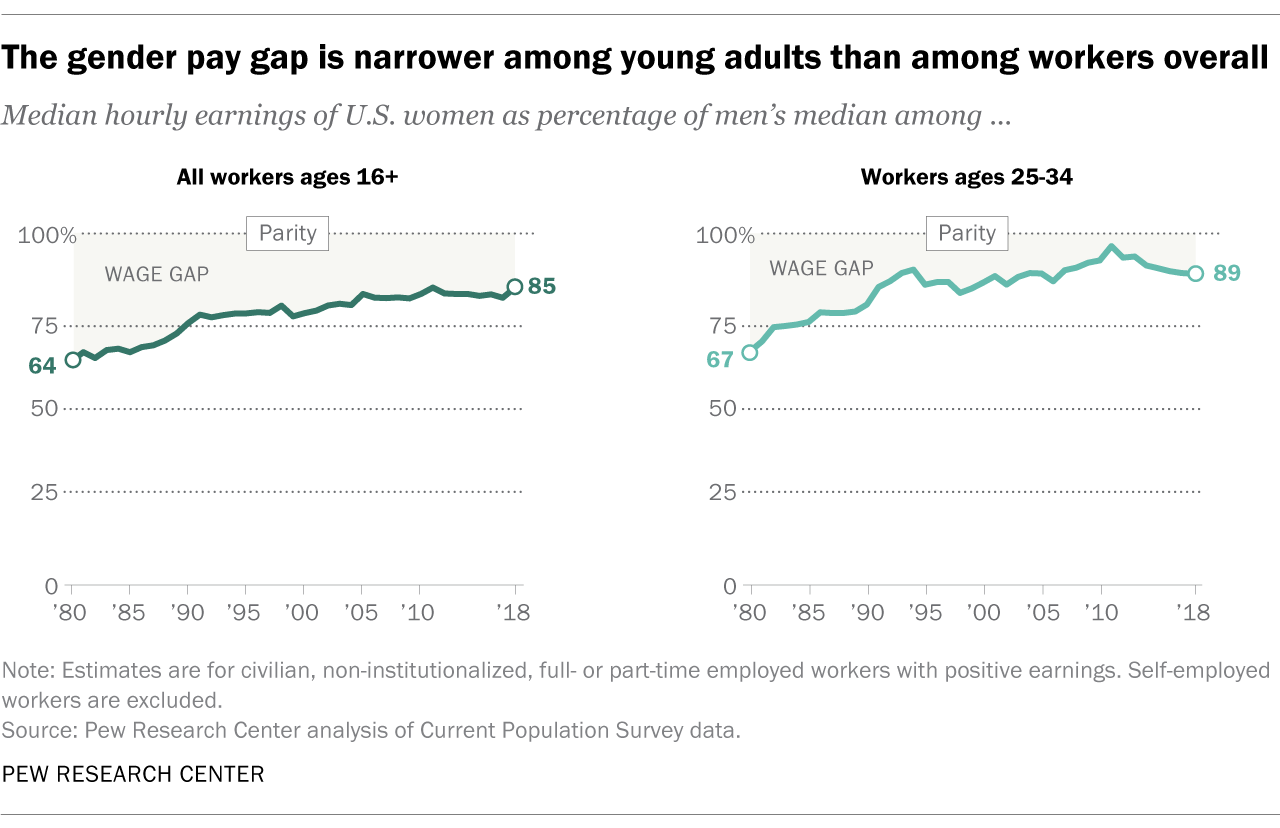 The gender pay gap is narrower among young adults than among workers overall
Median hourly earnings of U.S. women as percentage of men’s median among ...
All workers ages 16+
100%
Parity
WAGE GAP
85
75
64
50
25
0
’80 ’85 ’90 ’95 ’00 ’05 ’10 ’18
Workers ages 25-34
100%
Parity
WAGE GAP
89
75
67
50
25
0
’80 ’85 ’90 ’95 ’00 ’05 ’10 ’18
Note: Estimates are for civilian, non-institutionalized, full- or part-time employed workers with positive earnings. Self-employed
workers are excluded.
Source: Pew Research Center analysis of Current Population Survey data.
PEW RESEARCH CENTER